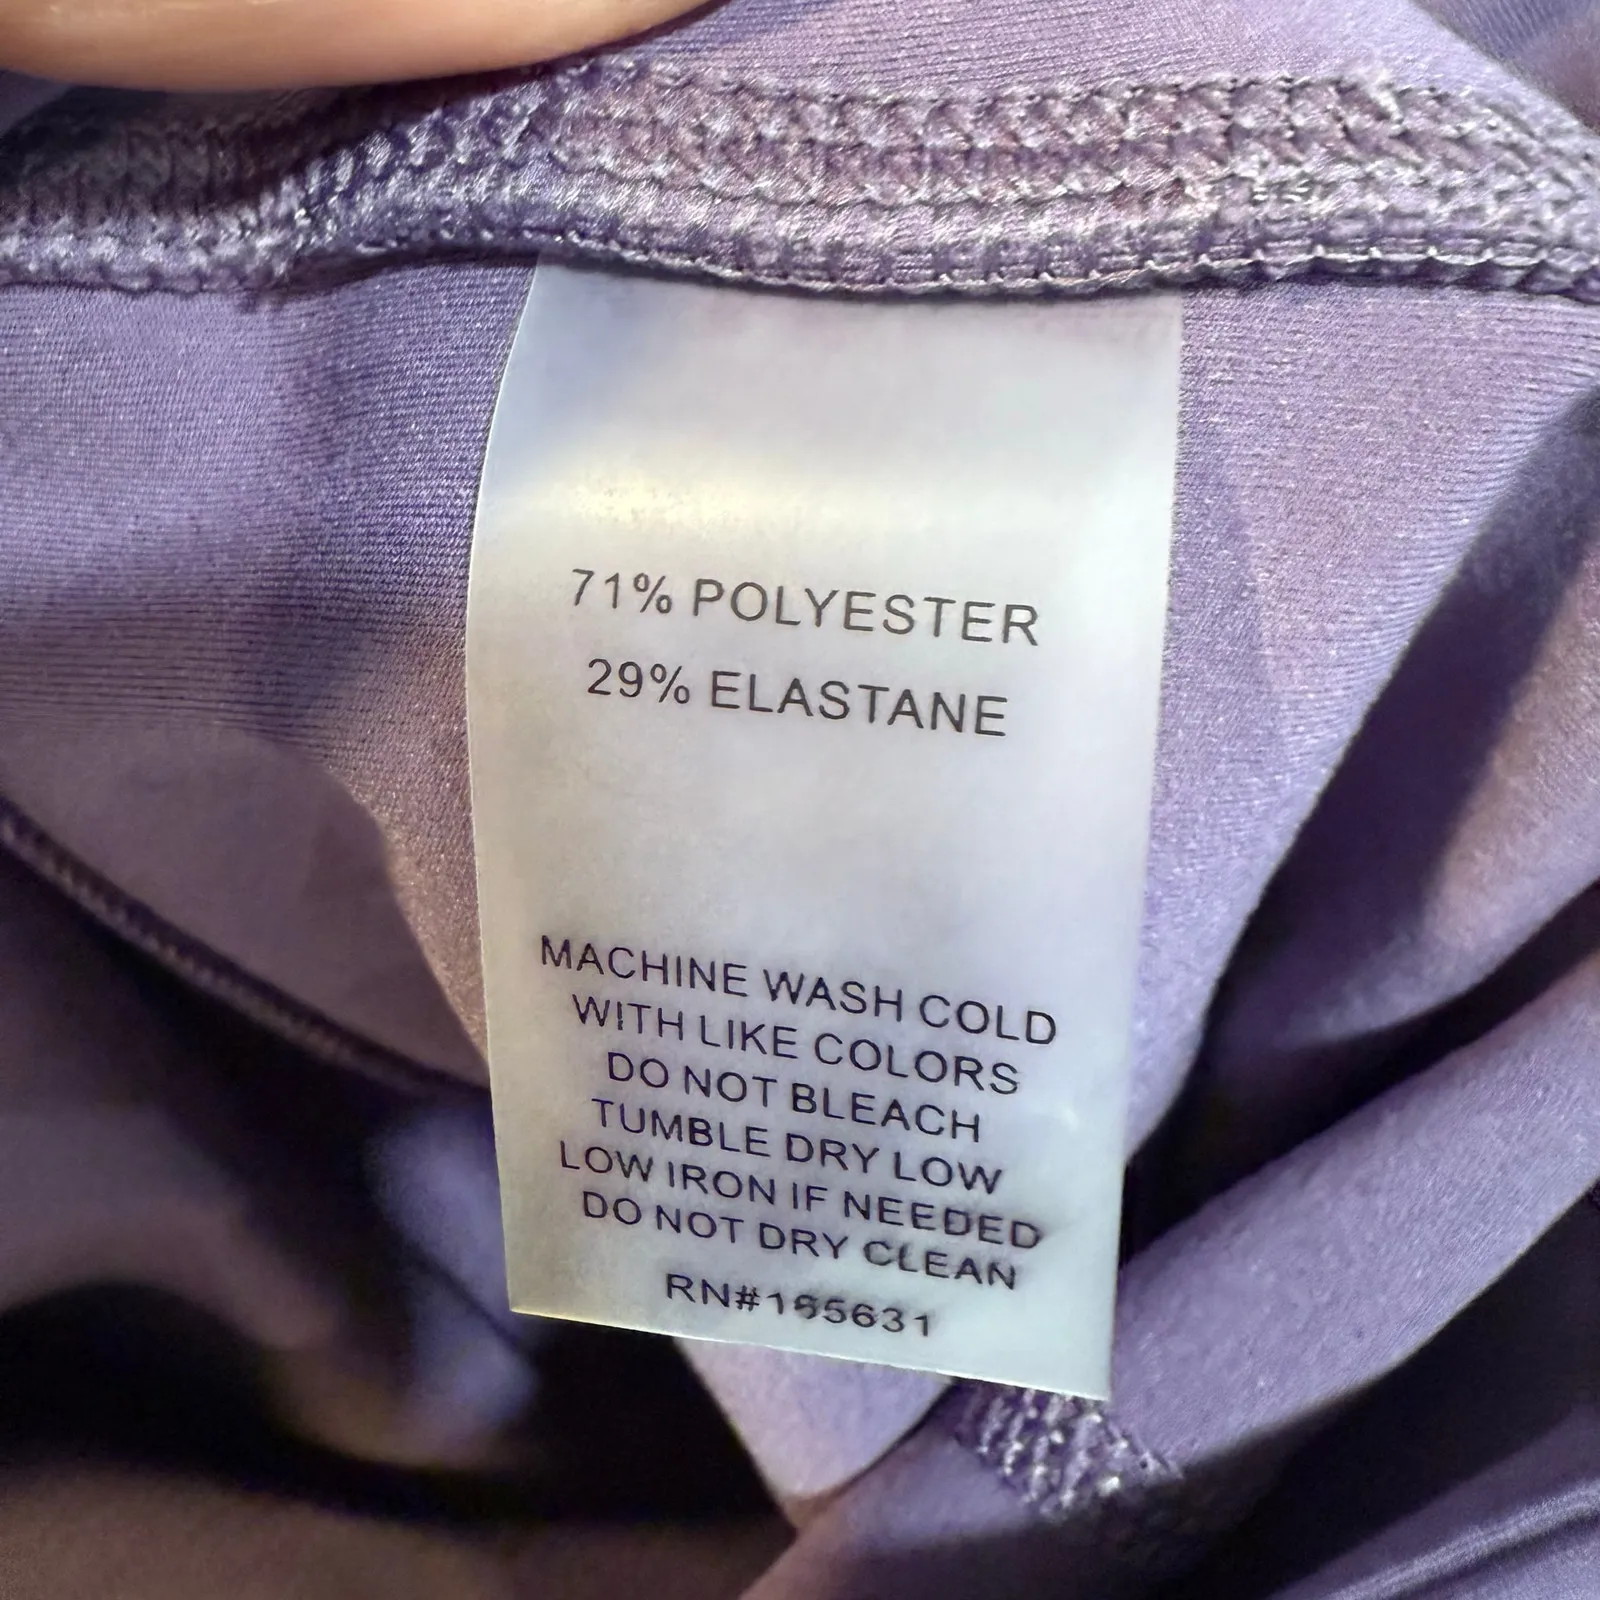 71% POLYESTER
29% ELASTANE
MACHINE WASH COLD
WITH LIKE COLORS
DO NOT BLEACH
TUMBLE DRY LOW
LOW IRON IF NEEDED
DO NOT DRY CLEAN
RN#155631